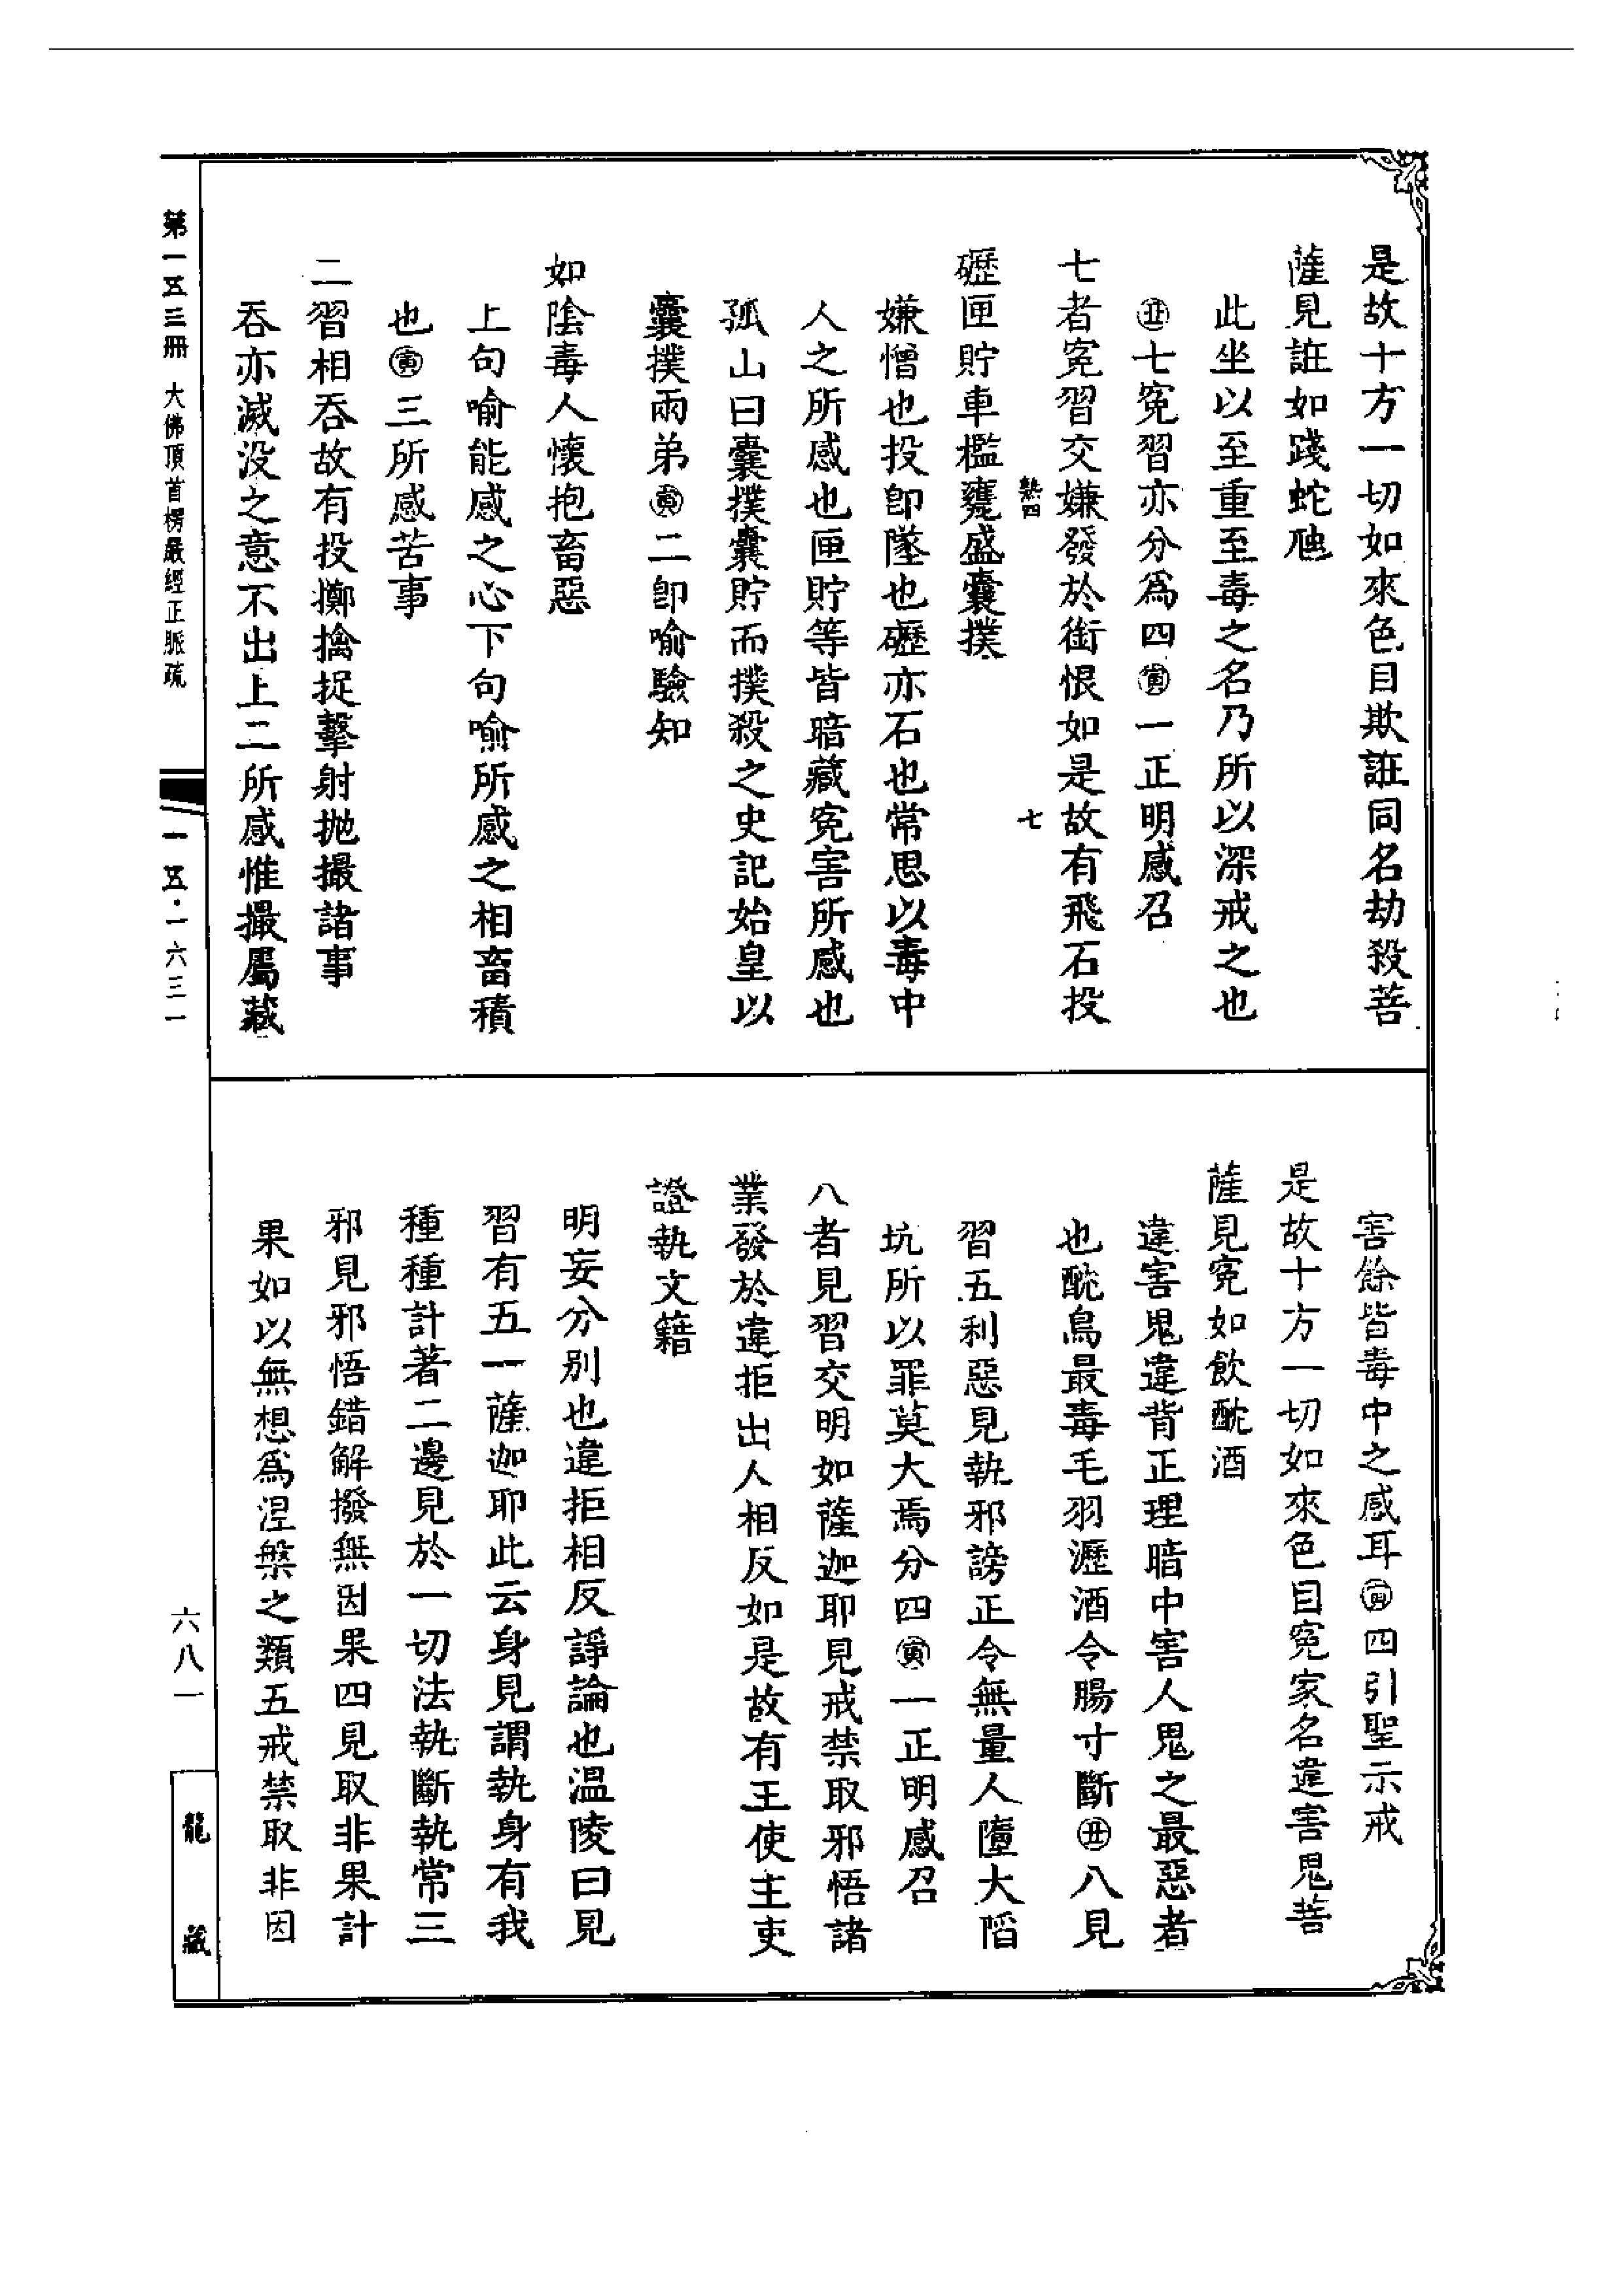 是故十方一切如來色目欺誑同名劫殺菩
薩見誑如踐蛇虺
此坐以至重至毒之名乃所以深戒之也
㊄七冤習亦分為四㊞一正明感召
七者冤習交嫌發於銜恨如是故有飛石投
熱四
七
礰匣貯車檻甕盛囊撲
嫌憎也投即墜也礰亦石也常思以毒中
人之所感也匣貯等皆暗藏冤害所感也
孤山曰囊撲囊貯而撲殺之史記始皇以
囊撲兩弟㊞二即喻驗知
如陰毒人懷抱畜惡
上句喻能感之心下句喻所感之相畜積
也㊞三所感苦事
二習相吞故有投擲擒捉擊射拋撮諸事
吞亦滅沒之意不出上二所感惟撮屬藏
害餘皆毒中之感耳㊞四引聖示戒
是故十方一切如來色目冤家名違害鬼菩
薩見冤如飲酖酒
違害鬼違背正理暗中害人鬼之最惡者
也酖鳥最毒毛羽瀝酒令腸寸斷㊄八見
習五利惡見執邪謗正令無量人墮大䧟
坑所以罪莫大焉分四㊞一正明感召
八者見習交明如薩迦耶見戒禁取邪悟諸
業發於違拒出人相反如是故有王使主吏
證執文籍
明妄分別也違拒相反諍論也溫陵曰見
習有五一薩迦耶此云身見謂執身有我
種種計著二邊見於一切法執斷執常三
邪見邪悟錯解撥無因果四見取非果計
果如以無想為涅槃之類五戒禁取非因
第一五三冊 大佛頂首楞嚴經正脈疏
一五·一六三一
六八一
龍藏